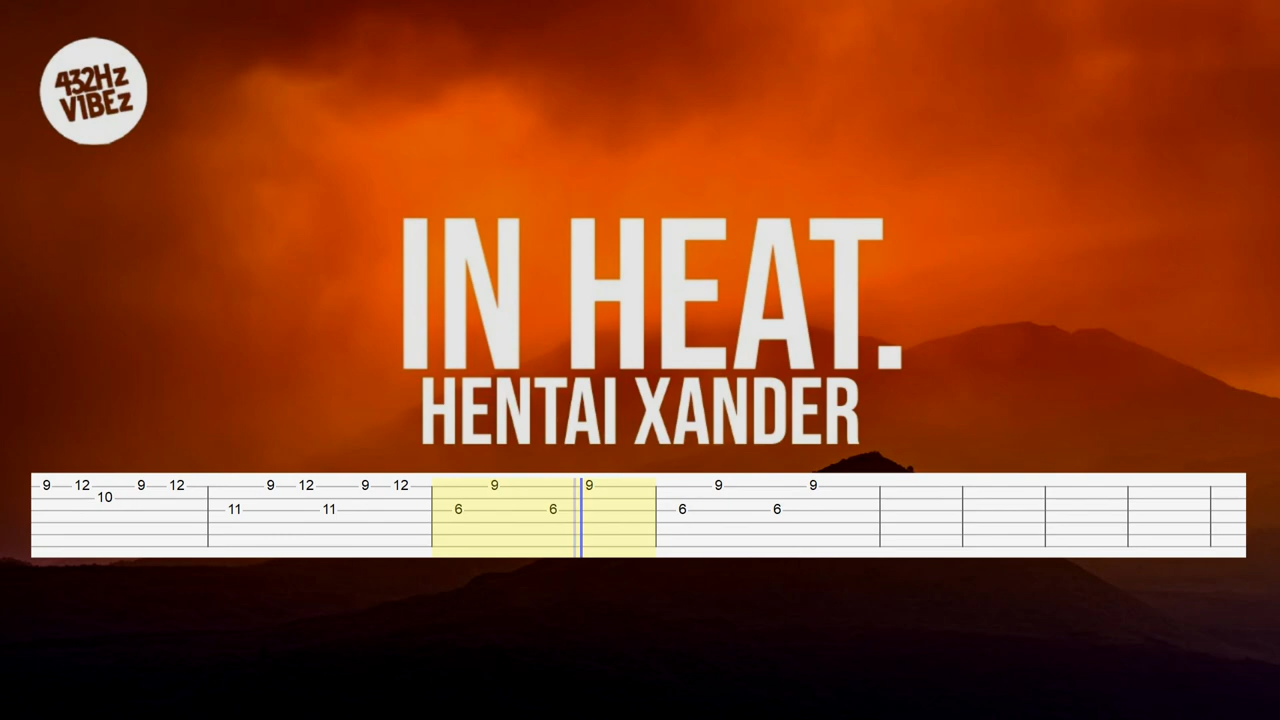 432Hz
V1BEz
IN HEAT.
HENTAI XANDER
9 12 9 12 9 12 9 12 9 9 9 9
10
11 11 6 6 6 6